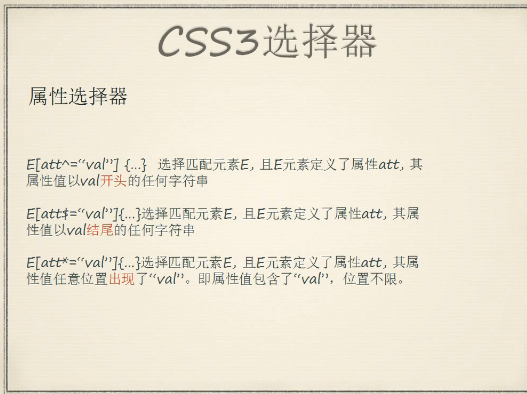 CSS3选择器
属性选择器
E[att^=“val”] {...} 选择匹配元素E, 且E元素定义了属性att, 其
属性值以val开头的任何字符串
E[att$=“val”]{...}选择匹配元素E, 且E元素定义了属性att, 其属
性值以val结尾的任何字符串
E[att*=“val”]{...}选择匹配元素E, 且E元素定义了属性att, 其属
性值任意位置出现了“val”。即属性值包含了“val”，位置不限。